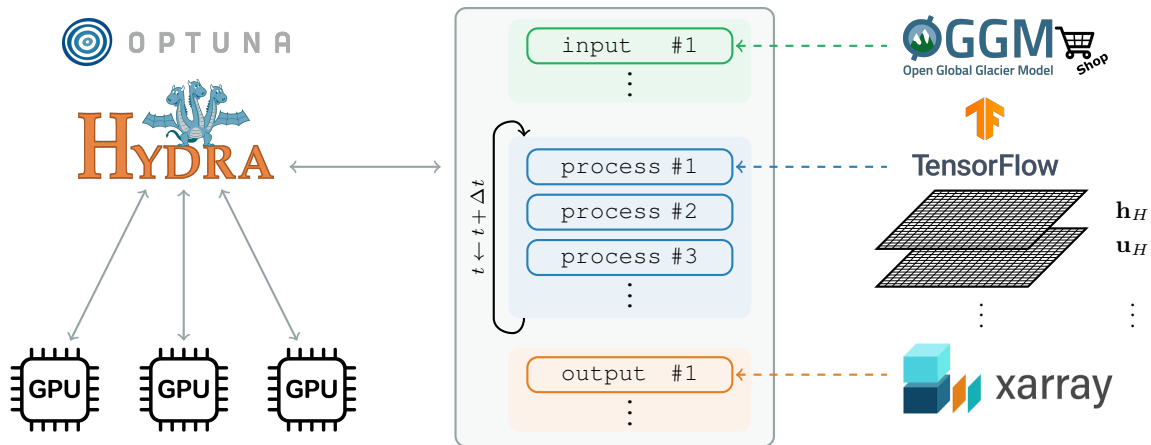 OPTUNA
HYDRA
GPU
GPU
GPU
input #1
⋮
t ← t + Δt
process #1
process #2
process #3
⋮
output #1
⋮
OGGM
Shop
Open Global Glacier Model
TensorFlow
h_H
u_H
⋮ ⋮
xarray